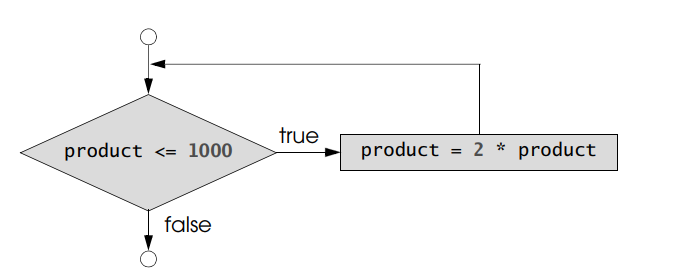 product <= 1000
true
product = 2 * product
false